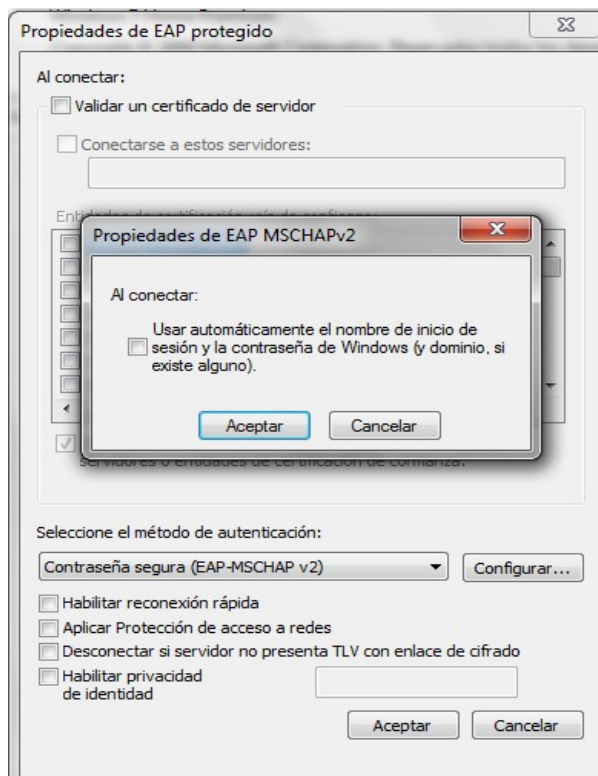 Propiedades de EAP protegido
Al conectar:
Validar un certificado de servidor
Conectarse a estos servidores:
Propiedades de EAP MSCHAPv2
Al conectar:
Usar automáticamente el nombre de inicio de
sesión y la contraseña de Windows (y dominio, si
existe alguno).
Aceptar
Cancelar
servidores o entidades de certificación de confianza.
Seleccione el método de autenticación:
Contraseña segura (EAP-MSCHAP v2)
Configurar...
Habilitar reconexión rápida
Aplicar Protección de acceso a redes
Desconectar si servidor no presenta TLV con enlace de cifrado
Habilitar privacidad
de identidad
Aceptar
Cancelar